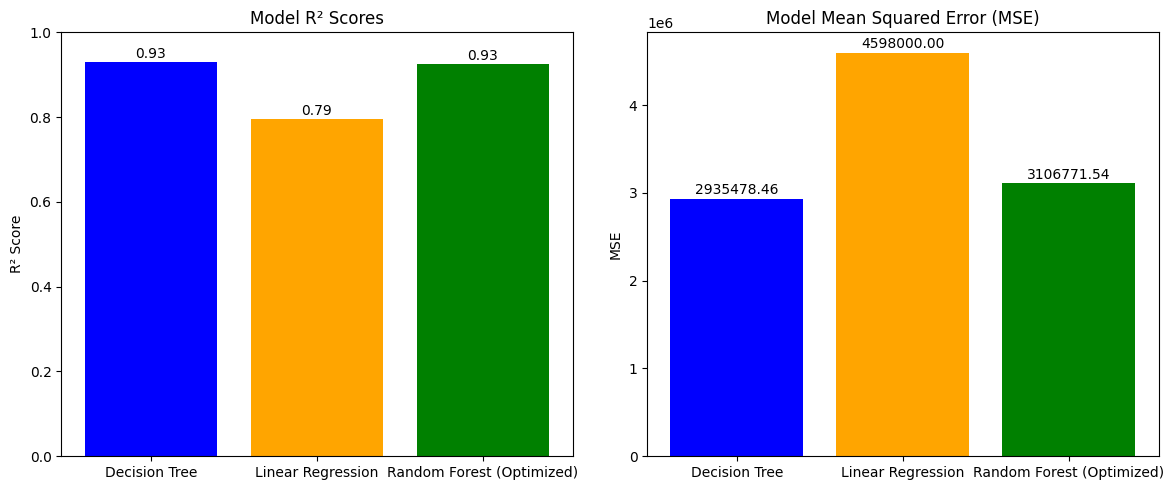 Model R² Scores
1.0
0.8
0.6
0.4
0.2
0.0
R² Score
0.93
0.79
0.93
Decision Tree
Linear Regression
Random Forest (Optimized)
Model Mean Squared Error (MSE)
1e6
4
3
2
1
0
MSE
2935478.46
4598000.00
3106771.54
Decision Tree
Linear Regression
Random Forest (Optimized)